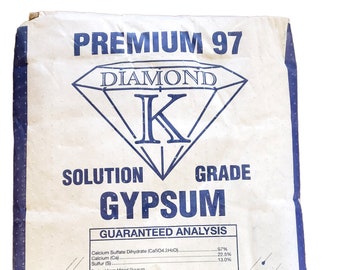 PREMIUM 97
DIAMOND
K
SOLUTION GRADE
GYPSUM
GUARANTEED ANALYSIS
Calcium Sulfate Dihydrate (CaSO4 2H2O) 97%
Calcium (Ca) 22.5%
Sulfur (S) 18.0%